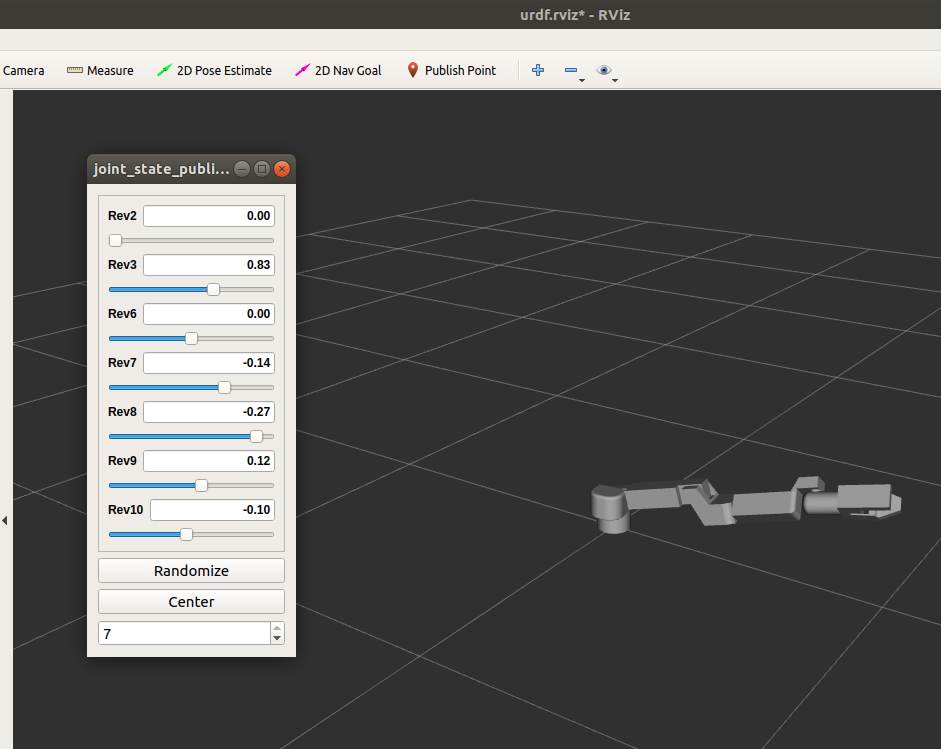 urdf.rviz* - RViz
Camera Measure 2D Pose Estimate 2D Nav Goal Publish Point
joint_state_publi...
Rev2 0.00
Rev3 0.83
Rev6 0.00
Rev7 -0.14
Rev8 -0.27
Rev9 0.12
Rev10 -0.10
Randomize
Center
7